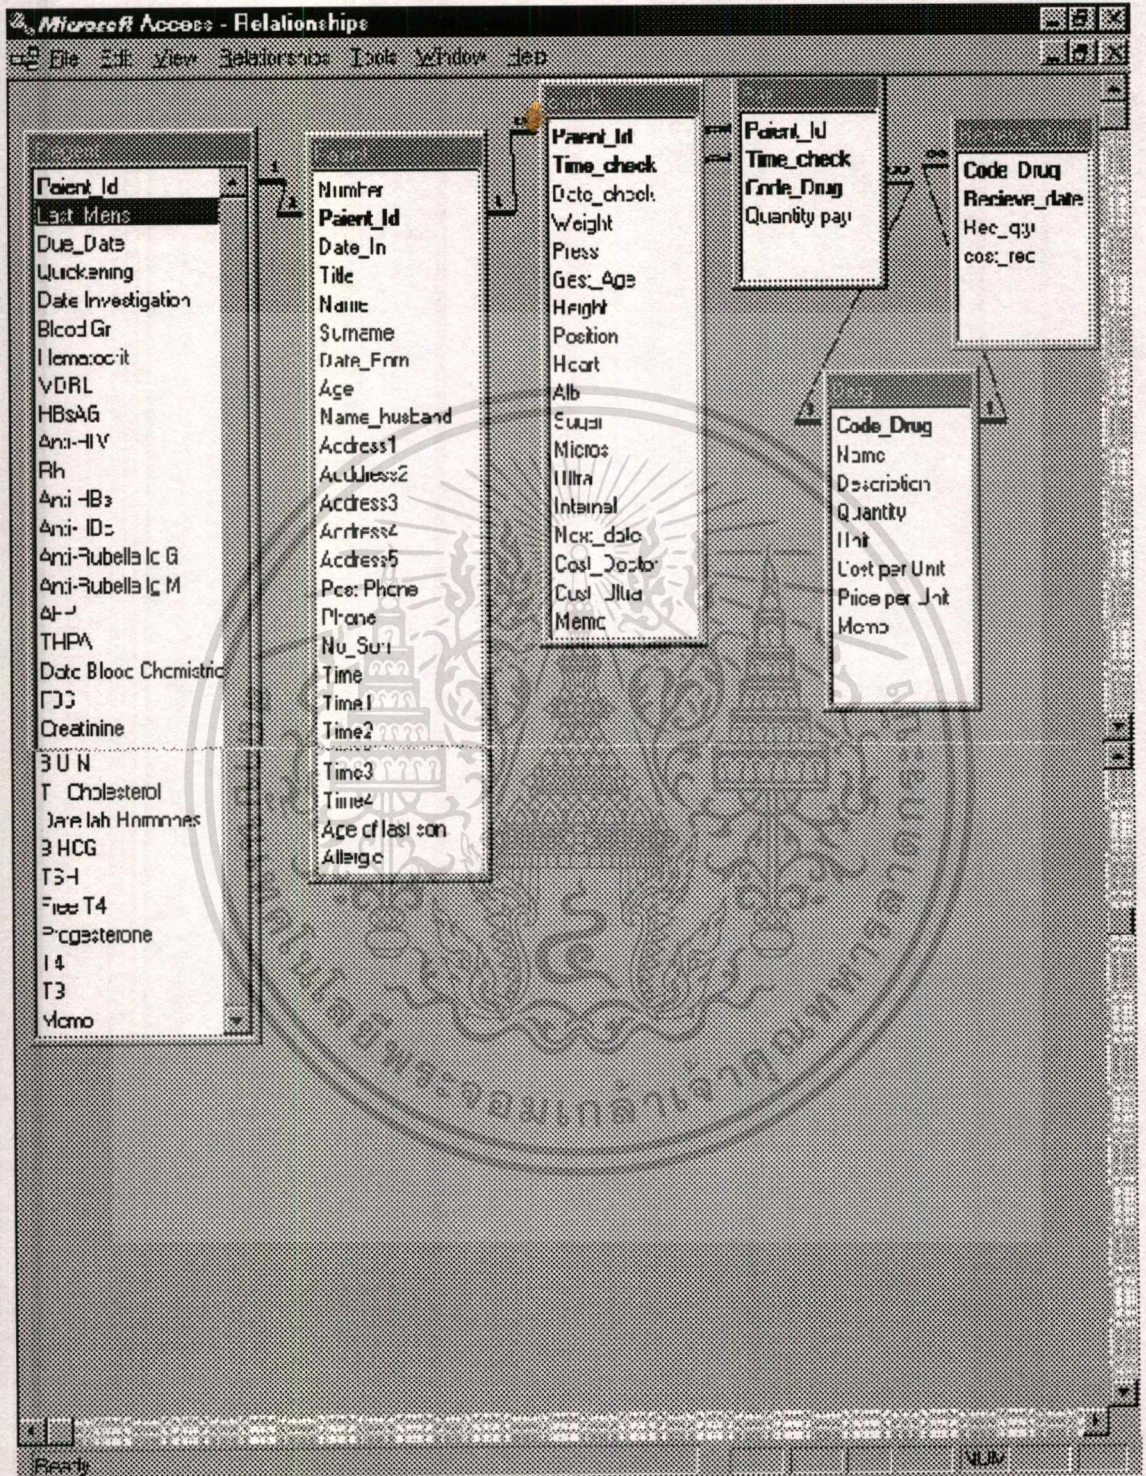 Microsoft Access - Relationships
File Edit View Relationships Tools Window Help
Paient_Id
Last_Mens
Due_Date
Quickening
Date Investigation
Blood Gr
Hematocrit
VDRL
HBsAG
Anti-HIV
Rh
Anti-HBs
Anti-Rubella Ig G
Anti-Rubella Ig M
THPA
Date Blood Chemistric
Creatinine
B U N
T Cholesterol
Date lab Hormones
B HCG
TSH
Free T4
Progesterone
T4
T3
Memo
Number
Paient_Id
Date_In
Title
Name
Surname
Age
Name_husband
Address1
Adddress2
Address3
Address4
Address5
Post Phone
Phone
No_Son
Time
Time1
Time2
Time3
Time4
Age of last son
Allergic
Check
Paient_Id
Time_check
Date_check
Weight
Press
Gest_Age
Height
Position
Heart
Alb
Sugar
Micros
Ultra
Internal
Next_date
Cost_Doctor
Cost_Ultra
Memo
Paient_Id
Time_check
Code_Drug
Quantity pay
Code_Drug
Recieve_date
Rec_qty
cost_rec
Drug
Code_Drug
Name
Description
Quantity
Unit
Cost per Unit
Price per Unit
Memo
Ready
NUM